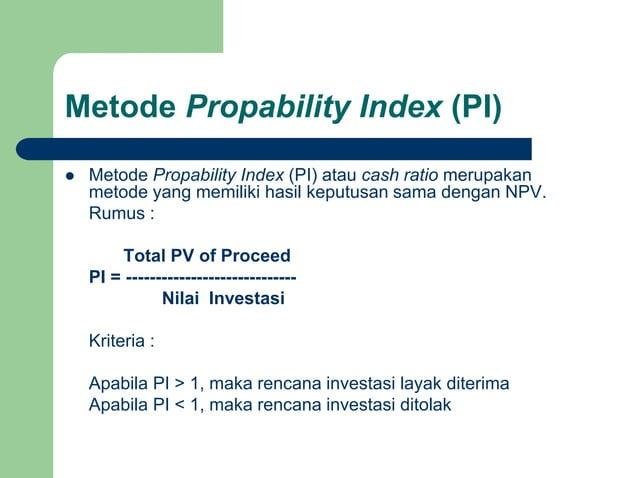 Metode Propability Index (PI)
Metode Propability Index (PI) atau cash ratio merupakan
metode yang memiliki hasil keputusan sama dengan NPV.
Rumus :
Total PV of Proceed
PI = -----------------------------
Nilai Investasi
Kriteria :
Apabila PI > 1, maka rencana investasi layak diterima
Apabila PI < 1, maka rencana investasi ditolak